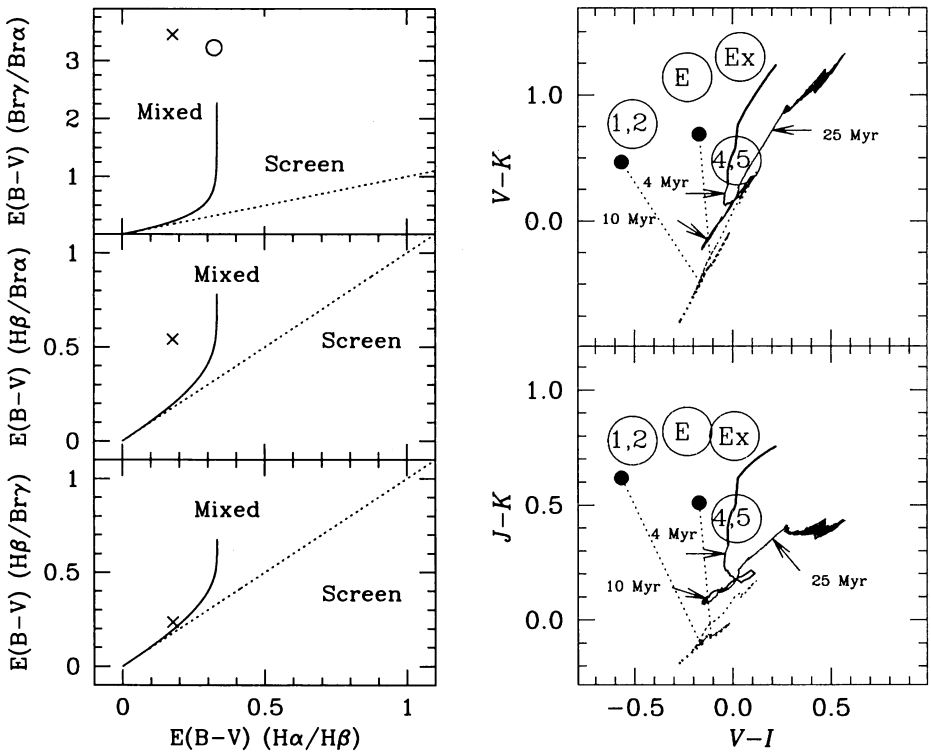 E(B−V) (Brγ/Brα)
3
2
1
Mixed
Screen
E(B−V) (Hβ/Brα)
1
0.5
0
Mixed
Screen
E(B−V) (Hβ/Brγ)
1
0.5
0
Mixed
Screen
0
0.5
1
E(B−V) (Hα/Hβ)
V−K
1.0
0.0
Ex
E
1,2
4,5
25 Myr
4 Myr
10 Myr
J−K
1.0
0.5
0.0
1,2
E
Ex
4,5
4 Myr
10 Myr
25 Myr
−0.5
0.0
0.5
V−I